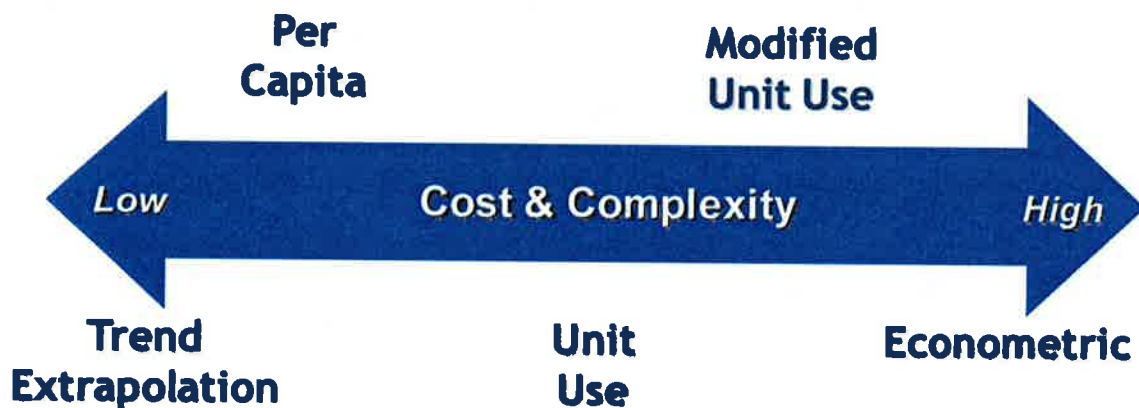 Per
Capita
Modified
Unit Use
Low
Cost & Complexity
High
Trend
Extrapolation
Unit
Use
Econometric